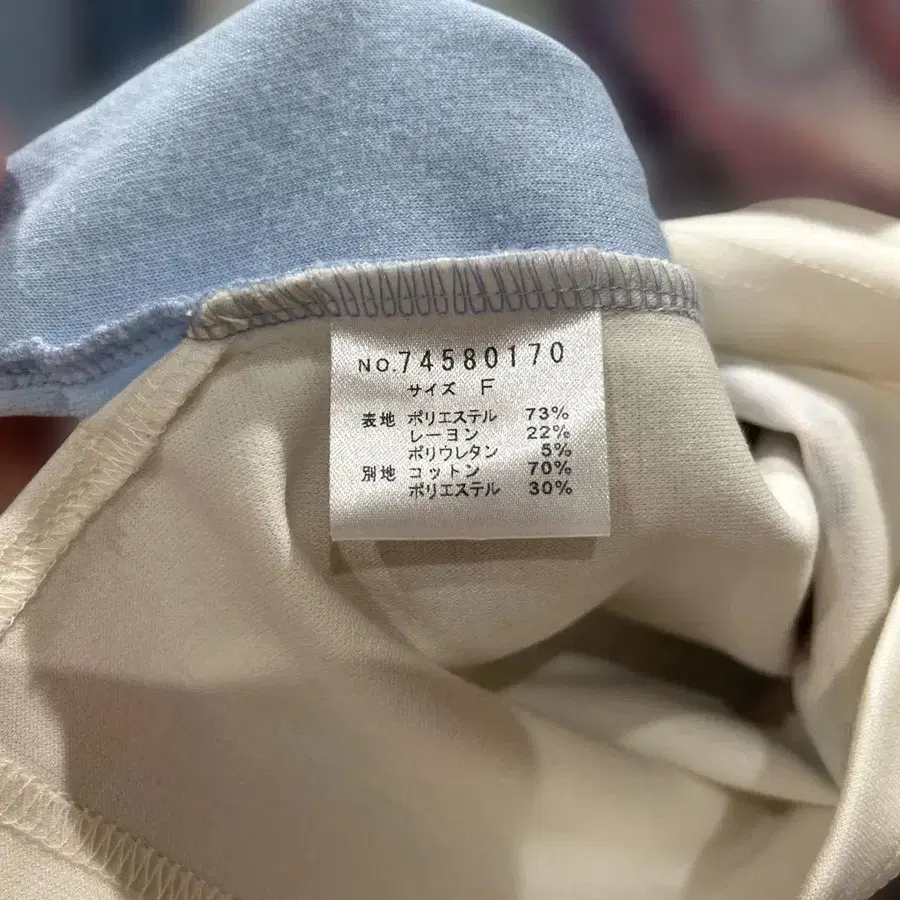 NO.74580170
サイズ F
表地 ポリエステル 73%
レーヨン 22%
ポリウレタン 5%
別地 コットン 70%
ポリエステル 30%